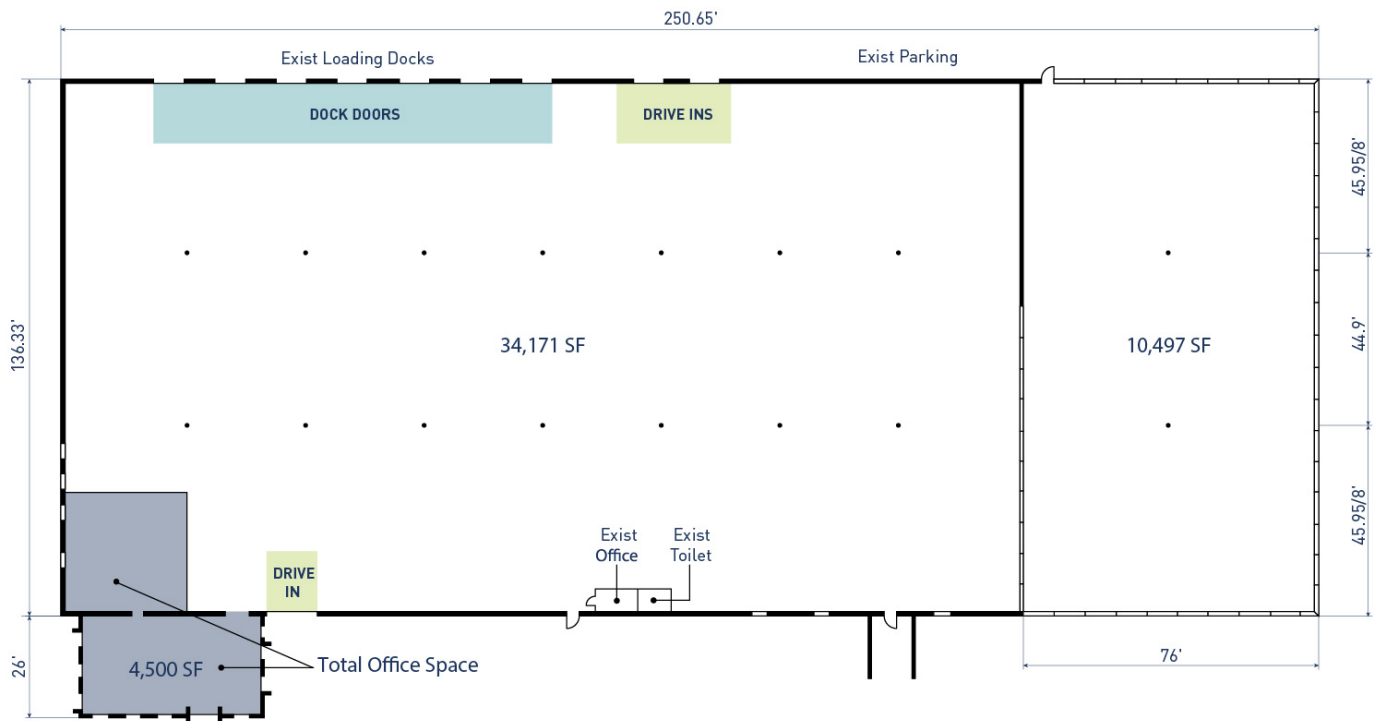 250.65'
Exist Loading Docks
Exist Parking
DOCK DOORS
DRIVE INS
45.95/8'
136.33'
34,171 SF
10,497 SF
44.9'
Exist
Office
Exist
Toilet
45.95/8'
DRIVE
IN
26'
4,500 SF
Total Office Space
76'